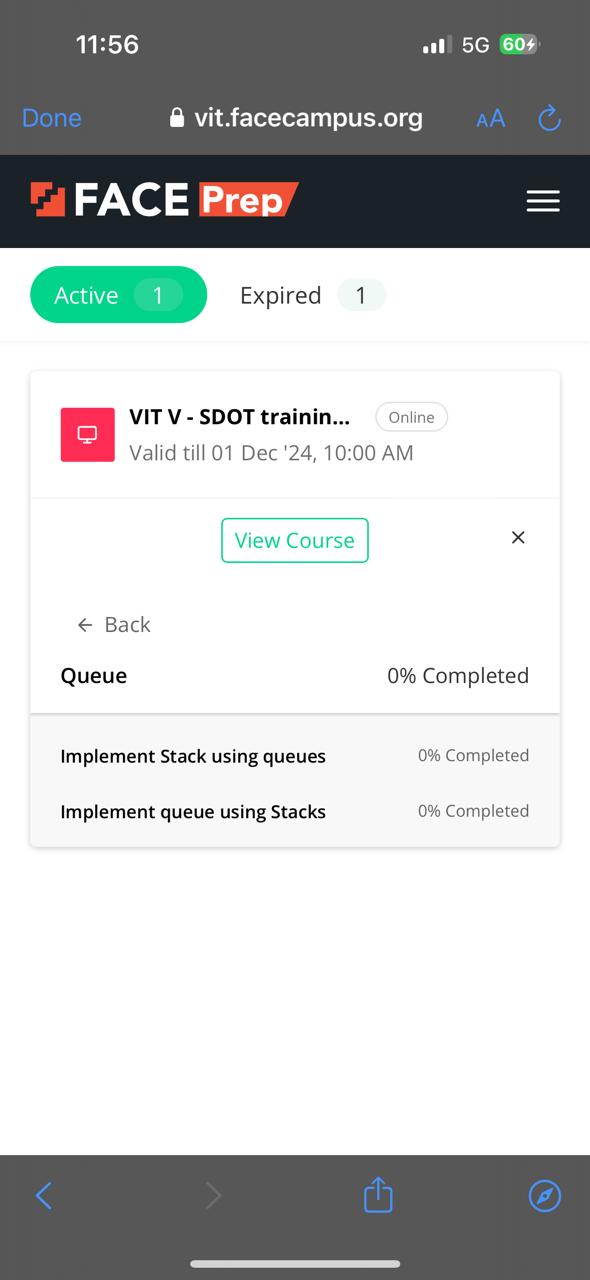 11:56 5G 60
Done vit.facecampus.org AA
FACE Prep
Active 1 Expired 1
VIT V - SDOT trainin... Online
Valid till 01 Dec '24, 10:00 AM
View Course
Back
Queue 0% Completed
Implement Stack using queues 0% Completed
Implement queue using Stacks 0% Completed